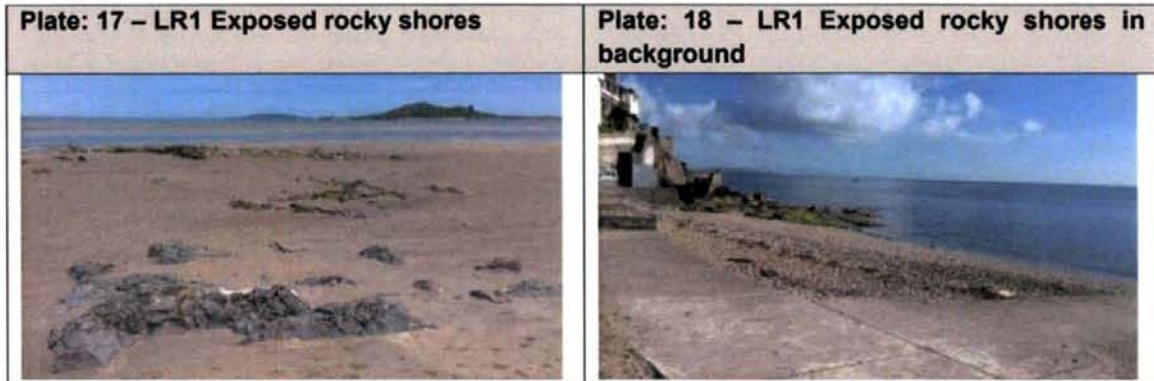 Plate: 17 – LR1 Exposed rocky shores
Plate: 18 – LR1 Exposed rocky shores in
background